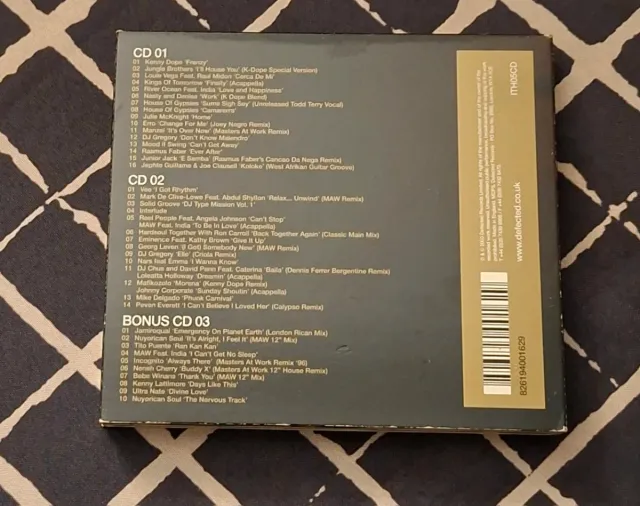 CD 01
01 Kenny Dope 'Frenzy'
02 Jungle Brothers 'I'll House You' (K-Dope Special Version)
03 Louie Vega Feat. Raul Midon 'Cerca De Mi'
04 Kings Of Tomorrow 'Finally' (Acappella)
05 River Ocean Feat. India 'Love and Happiness'
06 Nasty and Deslee 'Work' (K Dope Blend)
07 House Of Gypsies 'Sume Sigh Sey' (Unreleased Todd Terry Vocal)
08 House Of Gypsies 'Camarera'
09 Julie McKnight 'Home'
10 Erro 'Change For Me' (Joey Negro Remix)
11 Manzel 'It's Over Now' (Masters At Work Remix)
12 DJ Gregory 'Don't Know Malendro'
13 Mood II Swing 'Can't Get Away'
14 Rasmus Faber 'Ever After'
15 Junior Jack 'E Samba' (Rasmus Faber's Cancao Da Nega Remix)
16 Jephte Guillaume & Joe Claussell 'Kakoke' (West Afrikan Guitar Groove)
CD 02
01 Vee 'I Got Rhythm'
02 Mark De Clive-Lowe Feat. Abdul Shyllon 'Relax... Unwind' (MAW Remix)
03 Solid Groove 'DJ Type Mission Vol. 1'
04 Interlude
05 Reel People Feat. Angela Johnson 'Can't Stop'
MAW Feat. India 'To Be In Love' (Acappella)
06 Hardsoul Together With Ron Carroll 'Back Together Again' (Classic Main Mix)
07 Eminence Feat. Kathy Brown 'Give It Up'
08 Georg Levin '(I Got) Somebody New' (MAW Remix)
09 DJ Gregory 'Elle' (Criola Remix)
10 Nars feat Emma 'I Wanna Know'
11 DJ Chus and David Penn Feat. Caterina 'Baila' (Dennis Ferrer Bergentine Remix)
Loleatta Holloway 'Dreamin' (Acapella)
12 Mafikozolo 'Marena' (Kenny Dope Remix)
Johnny Corporate 'Sunday Shoutin' (Acappella)
13 Mike Delgado 'Phunk Carnival'
14 Peven Everett 'I Can't Believe I Loved Her' (Calypso Remix)
BONUS CD 03
01 Jamiroquai 'Emergency On Planet Earth' (London Rican Mix)
02 Nuyorican Soul 'It's Alright, I Feel It' (MAW 12" Mix)
03 Tito Puente 'Ran Kan Kan'
04 MAW Feat. India 'I Can't Get No Sleep'
05 Incognito 'Always There' (Masters At Work Remix '96)
06 Neneh Cherry 'Buddy X' (Masters At Work 12" House Remix)
07 Bebe Winans 'Thank You' (MAW 12" Mix)
08 Kenny Lattimore 'Days Like This'
09 Ultra Nate 'Divine Love'
10 Nuyorican Soul 'The Nervous Track'
ITH05CD
www.defected.co.uk
826194001629